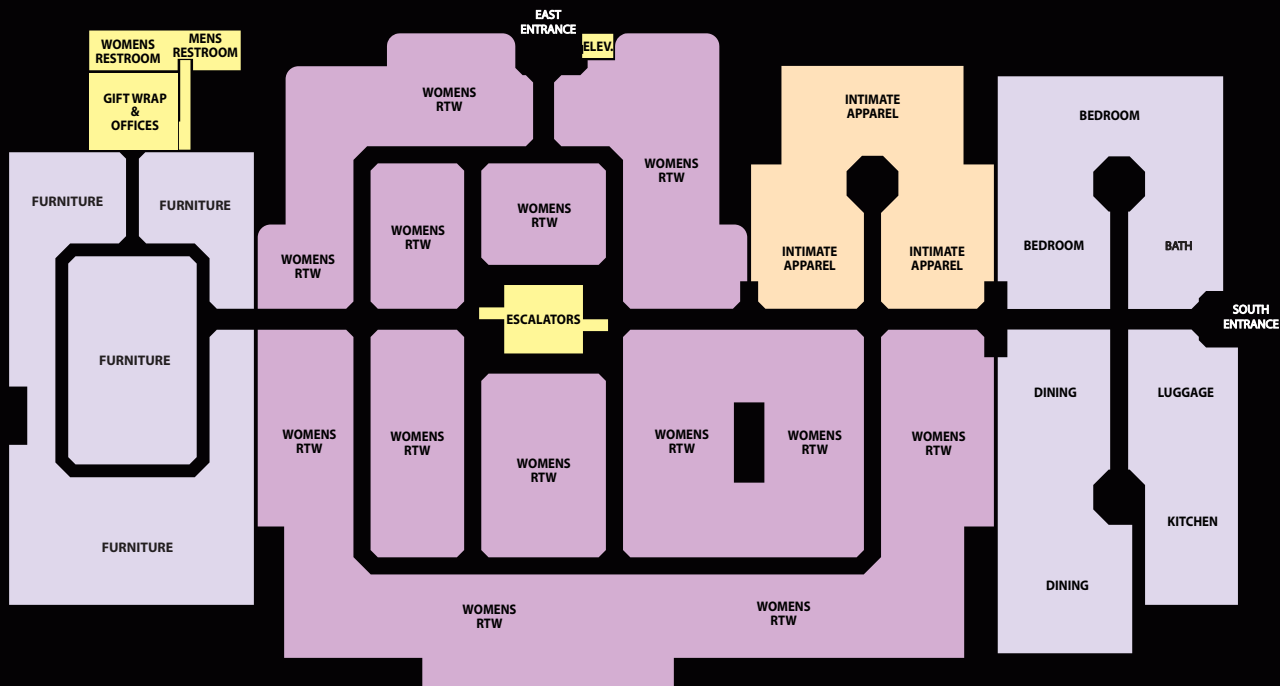 EAST
ENTRANCE
ELEV.
WOMENS
RESTROOM
MENS
RESTROOM
GIFT WRAP
&
OFFICES
FURNITURE
FURNITURE
FURNITURE
FURNITURE
WOMENS
RTW
WOMENS
RTW
WOMENS
RTW
WOMENS
RTW
WOMENS
RTW
WOMENS
RTW
ESCALATORS
WOMENS
RTW
WOMENS
RTW
WOMENS
RTW
WOMENS
RTW
WOMENS
RTW
WOMENS
RTW
WOMENS
RTW
WOMENS
RTW
INTIMATE
APPAREL
INTIMATE
APPAREL
INTIMATE
APPAREL
BEDROOM
BEDROOM
BATH
SOUTH
ENTRANCE
DINING
LUGGAGE
KITCHEN
DINING